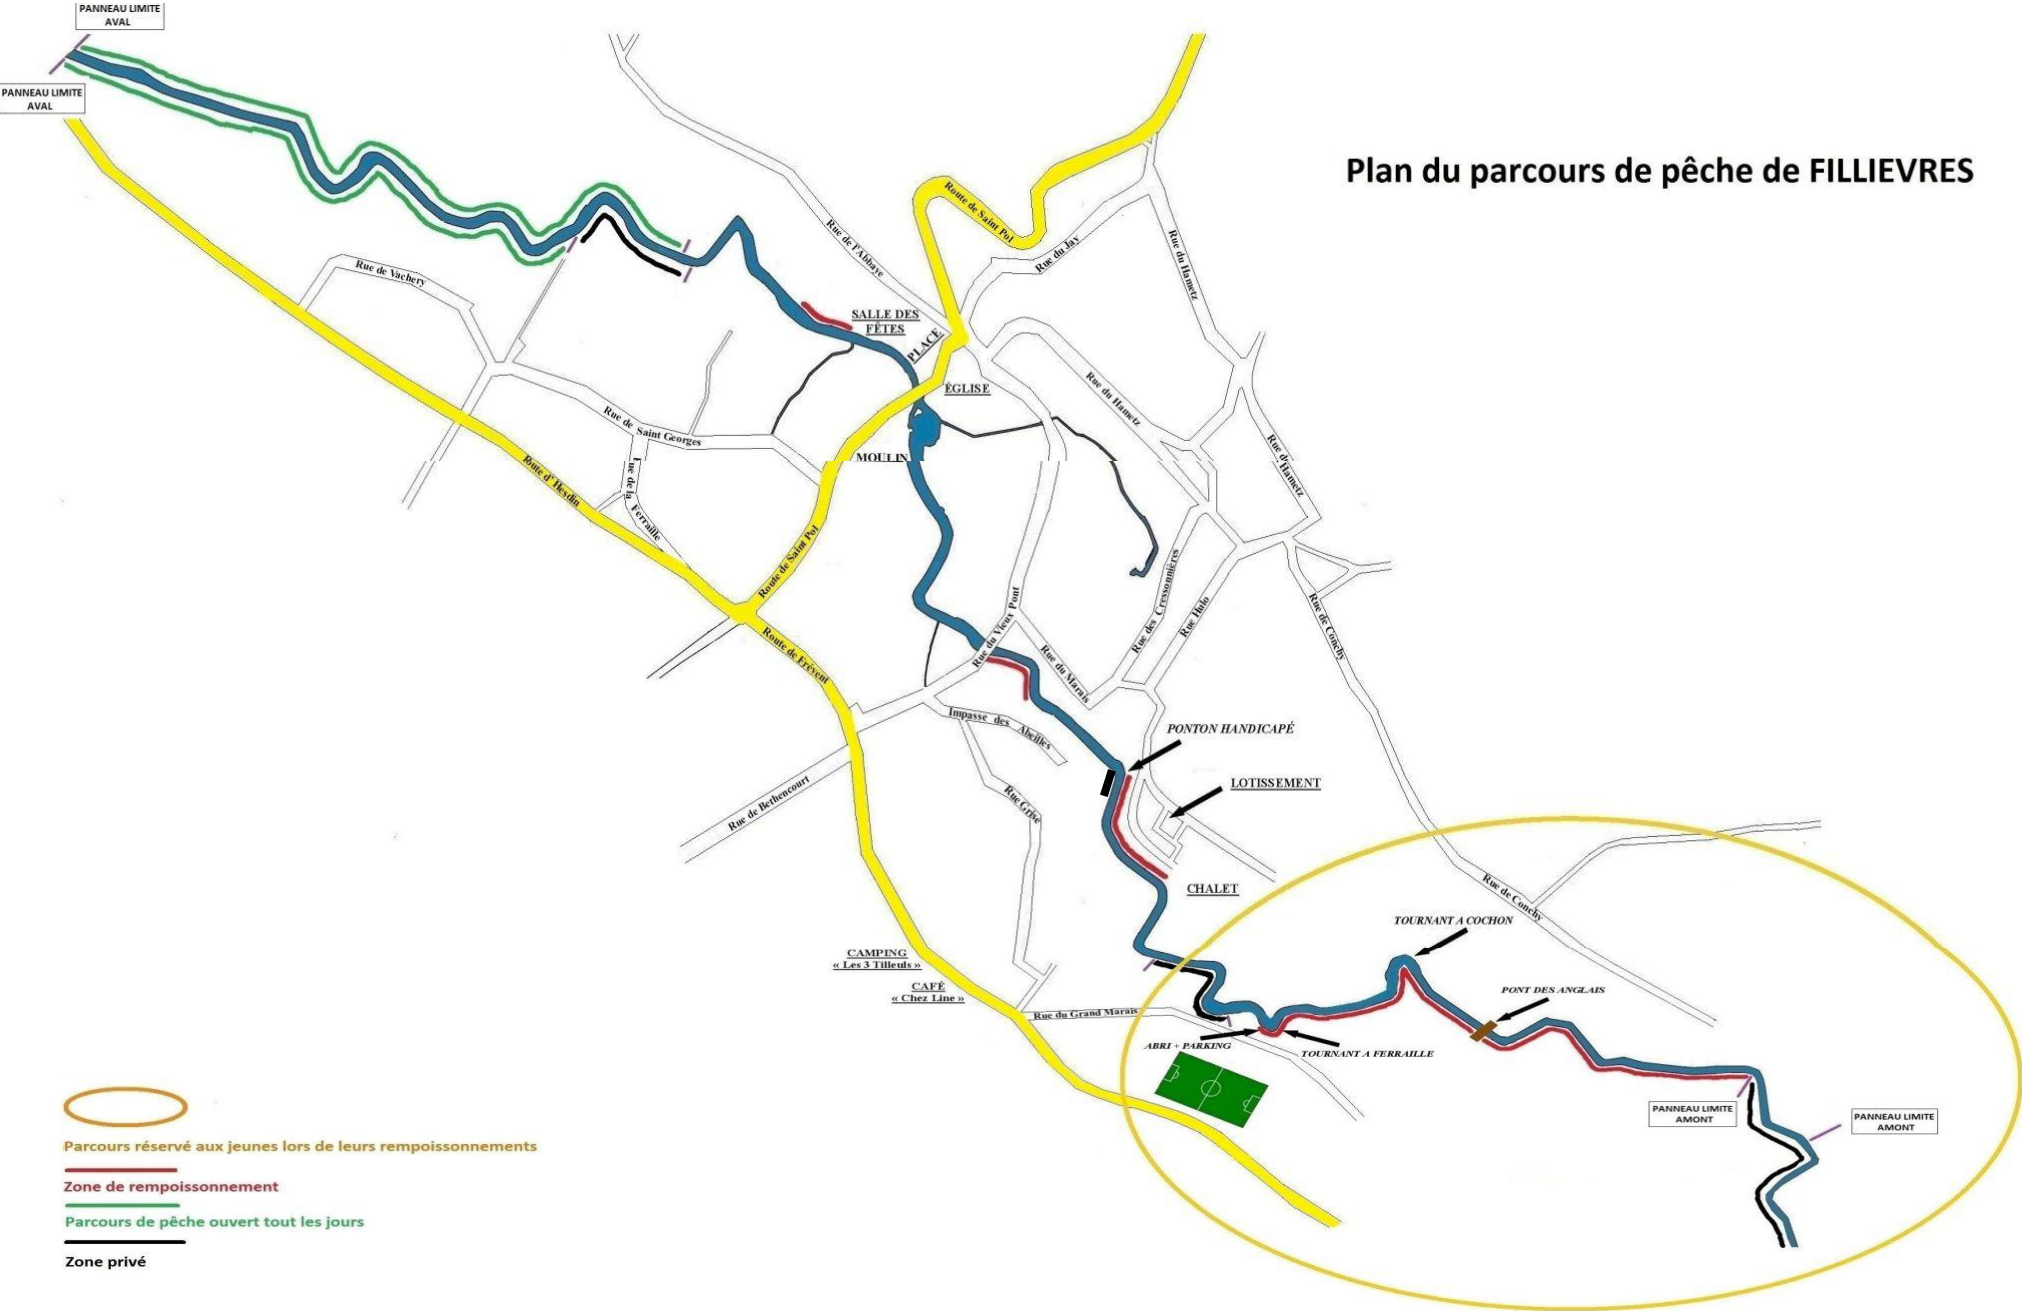 PANNEAU LIMITE
AVAL
PANNEAU LIMITE
AVAL
Plan du parcours de pêche de FILLIEVRES
Route de Saint Pol
Rue de l'Abbaye
Rue du Jay
Rue du Hametz
Rue de Vachery
SALLE DES
FÊTES
PLACE
ÉGLISE
Rue du Hametz
Rue de Saint Georges
Rue du Hametz
MOULIN
Route d' Hesdin
Rue de la
Ferraille
Route de Saint Pol
Rue des Cressonnières
Rue Hulo
Rue de Conchy
Rue du Vieux Pont
Route de Frévent
Rue du Marais
Impasse des Abeilles
PONTON HANDICAPÉ
LOTISSEMENT
Rue de Bethencourt
Rue Grise
CHALET
Rue de Conchy
TOURNANT A COCHON
CAMPING
« Les 3 Tilleuls »
CAFÉ
« Chez Line »
PONT DES ANGLAIS
Rue du Grand Marais
ABRI + PARKING
TOURNANT A FERRAILLE
PANNEAU LIMITE
AMONT
PANNEAU LIMITE
AMONT
Parcours réservé aux jeunes lors de leurs rempoissonnements
Zone de rempoissonnement
Parcours de pêche ouvert tout les jours
Zone privé